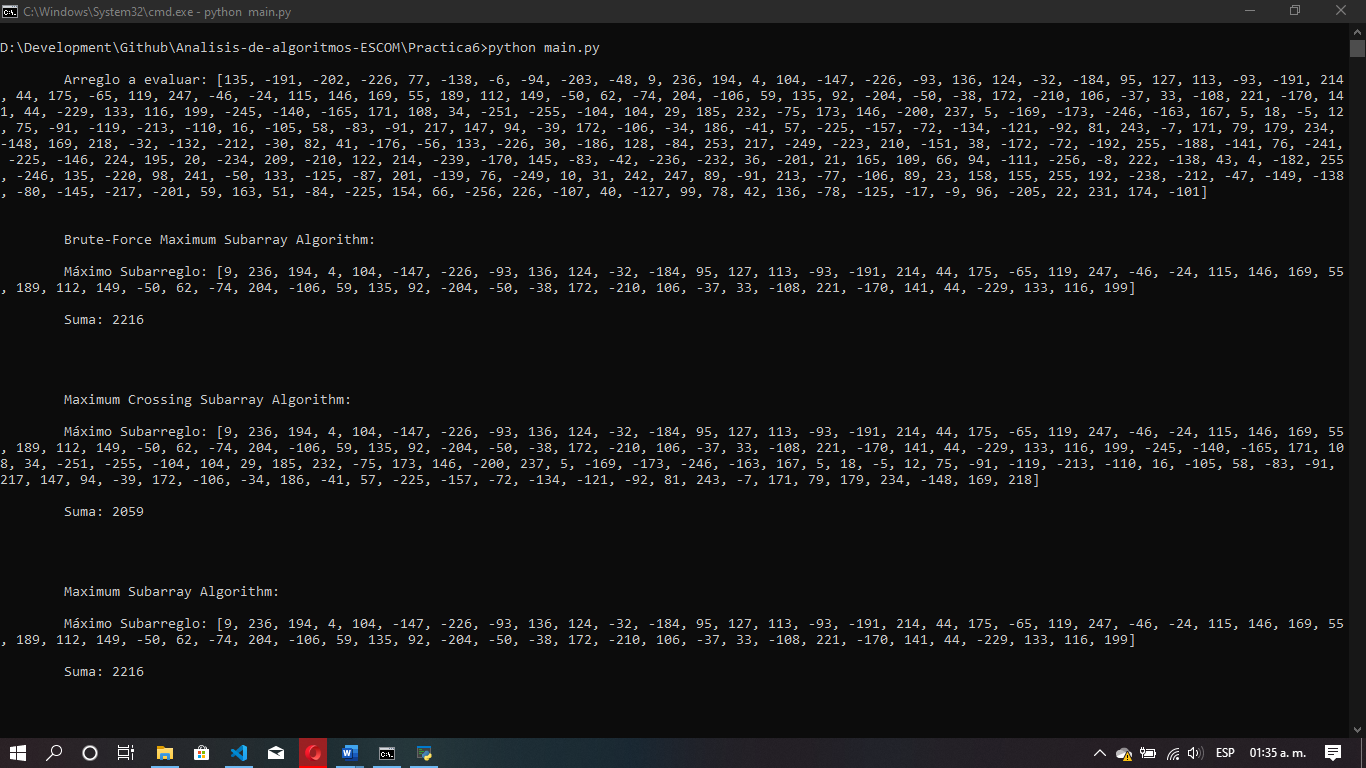 C:\Windows\System32\cmd.exe - python  main.py
D:\Development\Github\Analisis-de-algoritmos-ESCOM\Practica6>python main.py
Arreglo a evaluar: [135, -191, -202, -226, 77, -138, -6, -94, -203, -48, 9, 236, 194, 4, 104, -147, -226, -93, 136, 124, -32, -184, 95, 127, 113, -93, -191, 214
, 44, 175, -65, 119, 247, -46, -24, 115, 146, 169, 55, 189, 112, 149, -50, 62, -74, 204, -106, 59, 135, 92, -204, -50, -38, 172, -210, 106, -37, 33, -108, 221, -170, 14
1, 44, -229, 133, 116, 199, -245, -140, -165, 171, 108, 34, -251, -255, -104, 104, 29, 185, 232, -75, 173, 146, -200, 237, 5, -169, -173, -246, -163, 167, 5, 18, -5, 12
, 75, -91, -119, -213, -110, 16, -105, 58, -83, -91, 217, 147, 94, -39, 172, -106, -34, 186, -41, 57, -225, -157, -72, -134, -121, -92, 81, 243, -7, 171, 79, 179, 234,
-148, 169, 218, -32, -132, -212, -30, 82, 41, -176, -56, 133, -226, 30, -186, 128, -84, 253, 217, -249, -223, 210, -151, 38, -172, -72, -192, 255, -188, -141, 76, -241,
-225, -146, 224, 195, 20, -234, 209, -210, 122, 214, -239, -170, 145, -83, -42, -236, -232, 36, -201, 21, 165, 109, 66, 94, -111, -256, -8, 222, -138, 43, 4, -182, 255
, -246, 135, -220, 98, 241, -50, 133, -125, -87, 201, -139, 76, -249, 10, 31, 242, 247, 89, -91, 213, -77, -106, 89, 23, 158, 155, 255, 192, -238, -212, -47, -149, -138
, -80, -145, -217, -201, 59, 163, 51, -84, -225, 154, 66, -256, 226, -107, 40, -127, 99, 78, 42, 136, -78, -125, -17, -9, 96, -205, 22, 231, 174, -101]
Brute-Force Maximum Subarray Algorithm:
Máximo Subarreglo: [9, 236, 194, 4, 104, -147, -226, -93, 136, 124, -32, -184, 95, 127, 113, -93, -191, 214, 44, 175, -65, 119, 247, -46, -24, 115, 146, 169, 55
, 189, 112, 149, -50, 62, -74, 204, -106, 59, 135, 92, -204, -50, -38, 172, -210, 106, -37, 33, -108, 221, -170, 141, 44, -229, 133, 116, 199]
Suma: 2216
Maximum Crossing Subarray Algorithm:
Máximo Subarreglo: [9, 236, 194, 4, 104, -147, -226, -93, 136, 124, -32, -184, 95, 127, 113, -93, -191, 214, 44, 175, -65, 119, 247, -46, -24, 115, 146, 169, 55
, 189, 112, 149, -50, 62, -74, 204, -106, 59, 135, 92, -204, -50, -38, 172, -210, 106, -37, 33, -108, 221, -170, 141, 44, -229, 133, 116, 199, -245, -140, -165, 171, 10
8, 34, -251, -255, -104, 104, 29, 185, 232, -75, 173, 146, -200, 237, 5, -169, -173, -246, -163, 167, 5, 18, -5, 12, 75, -91, -119, -213, -110, 16, -105, 58, -83, -91,
217, 147, 94, -39, 172, -106, -34, 186, -41, 57, -225, -157, -72, -134, -121, -92, 81, 243, -7, 171, 79, 179, 234, -148, 169, 218]
Suma: 2059
Maximum Subarray Algorithm:
Máximo Subarreglo: [9, 236, 194, 4, 104, -147, -226, -93, 136, 124, -32, -184, 95, 127, 113, -93, -191, 214, 44, 175, -65, 119, 247, -46, -24, 115, 146, 169, 55
, 189, 112, 149, -50, 62, -74, 204, -106, 59, 135, 92, -204, -50, -38, 172, -210, 106, -37, 33, -108, 221, -170, 141, 44, -229, 133, 116, 199]
Suma: 2216
ESP 01:35 a. m.